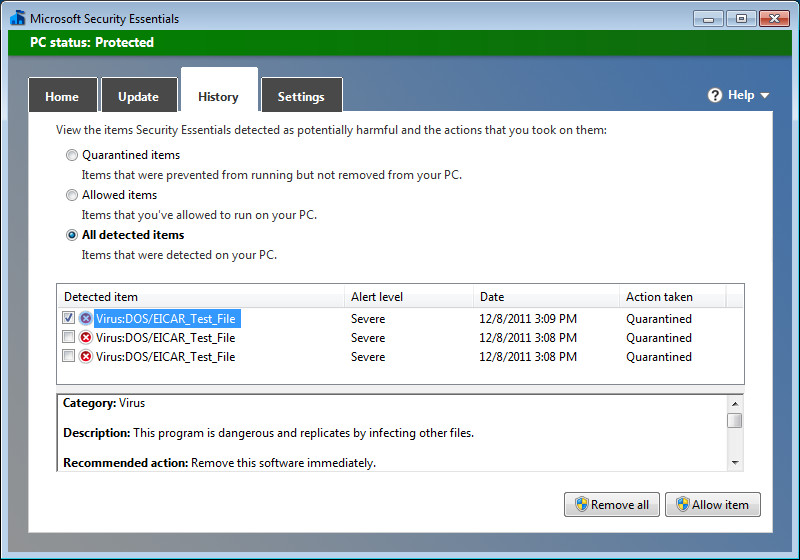 Microsoft Security Essentials
PC status: Protected
Home Update History Settings Help
View the items Security Essentials detected as potentially harmful and the actions that you took on them:
Quarantined items
Items that were prevented from running but not removed from your PC.
Allowed items
Items that you've allowed to run on your PC.
All detected items
Items that were detected on your PC.
Detected item Alert level Date Action taken
Virus:DOS/EICAR_Test_File Severe 12/8/2011 3:09 PM Quarantined
Virus:DOS/EICAR_Test_File Severe 12/8/2011 3:08 PM Quarantined
Virus:DOS/EICAR_Test_File Severe 12/8/2011 3:08 PM Quarantined
Category: Virus
Description: This program is dangerous and replicates by infecting other files.
Recommended action: Remove this software immediately.
Remove all Allow item